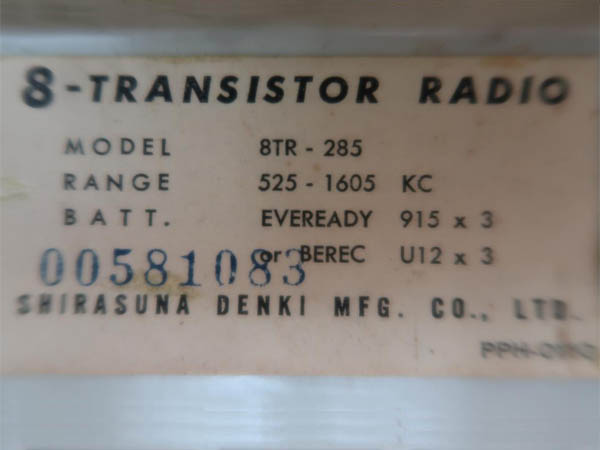 8-TRANSISTOR RADIO
MODEL 8TR - 285
RANGE 525 - 1605 KC
BATT. EVEREADY 915 x 3
or BEREC U12 x 3
00581083
SHIRASUNA DENKI MFG. CO., LTD.